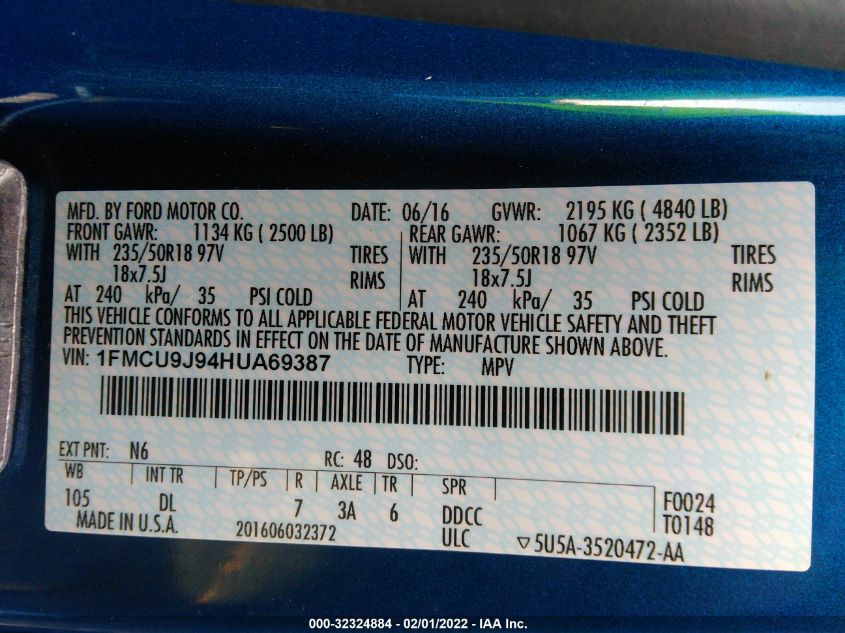 MFD. BY FORD MOTOR CO. DATE: 06/16 GVWR: 2195 KG ( 4840 LB)
FRONT GAWR: 1134 KG ( 2500 LB) REAR GAWR: 1067 KG ( 2352 LB)
WITH 235/50R18 97V TIRES WITH 235/50R18 97V TIRES
18x7.5J RIMS 18x7.5J RIMS
AT 240 kPa/ 35 PSI COLD AT 240 kPa/ 35 PSI COLD
THIS VEHICLE CONFORMS TO ALL APPLICABLE FEDERAL MOTOR VEHICLE SAFETY AND THEFT
PREVENTION STANDARDS IN EFFECT ON THE DATE OF MANUFACTURE SHOWN ABOVE.
VIN: 1FMCU9J94HUA69387 TYPE: MPV
EXT PNT: N6 RC: 48 DSO:
WB INT TR TP/PS R AXLE TR SPR
105 DL 7 3A 6 DDCC F0024
MADE IN U.S.A. 201606032372 ULC T0148
▽5U5A-3520472-AA
000-32324884 - 02/01/2022 - IAA Inc.